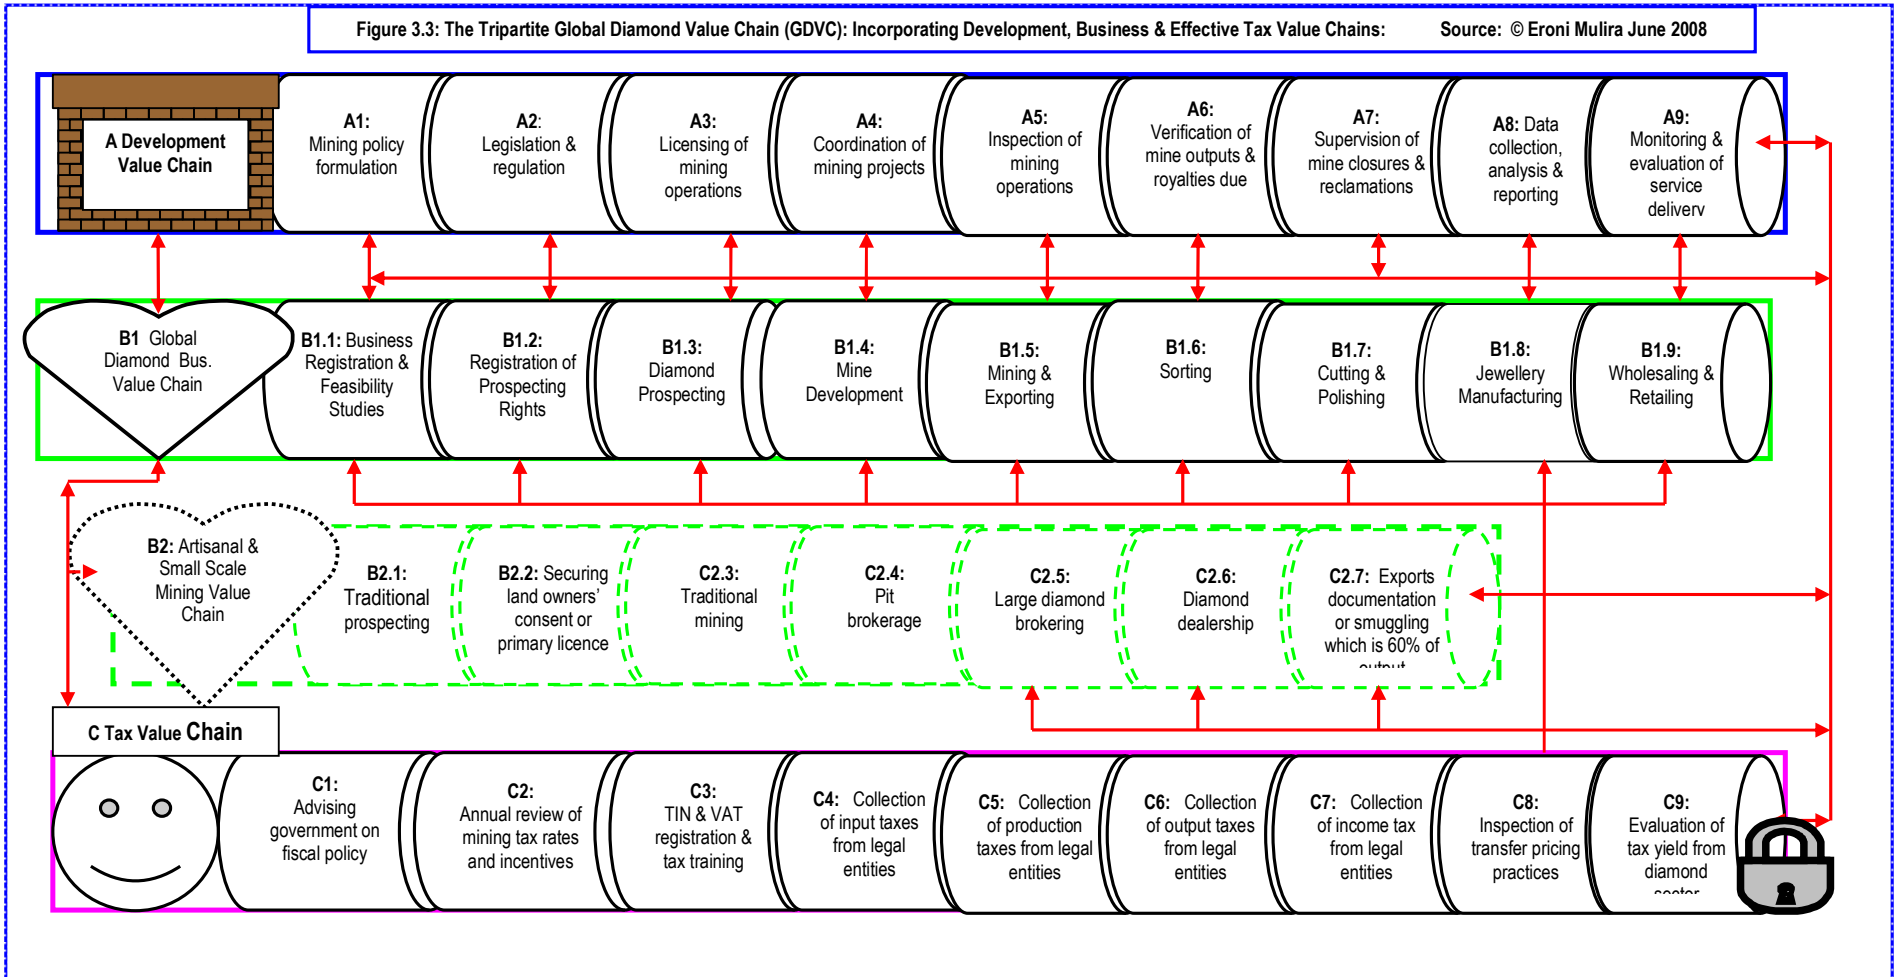 Figure 3.3: The Tripartite Global Diamond Value Chain (GDVC): Incorporating Development, Business & Effective Tax Value Chains: Source: © Eroni Mulira June 2008
A Development
Value Chain
A1:
Mining policy
formulation
A2:
Legislation &
regulation
A3:
Licensing of
mining
operations
A4:
Coordination of
mining projects
A5:
Inspection of
mining
operations
A6:
Verification of
mine outputs &
royalties due
A7:
Supervision of
mine closures &
reclamations
A8: Data
collection,
analysis &
reporting
A9:
Monitoring &
evaluation of
service
delivery
B1 Global
Diamond Bus.
Value Chain
B1.1: Business
Registration &
Feasibility
Studies
B1.2:
Registration of
Prospecting
Rights
B1.3:
Diamond
Prospecting
B1.4:
Mine
Development
B1.5:
Mining &
Exporting
B1.6:
Sorting
B1.7:
Cutting &
Polishing
B1.8:
Jewellery
Manufacturing
B1.9:
Wholesaling &
Retailing
B2: Artisanal &
Small Scale
Mining Value
Chain
B2.1:
Traditional
prospecting
B2.2: Securing
land owners'
consent or
primary licence
C2.3:
Traditional
mining
C2.4:
Pit
brokerage
C2.5:
Large diamond
brokering
C2.6:
Diamond
dealership
C2.7: Exports
documentation
or smuggling
which is 60% of
output
C Tax Value Chain
C1:
Advising
government on
fiscal policy
C2:
Annual review of
mining tax rates
and incentives
C3:
TIN & VAT
registration &
tax training
C4: Collection
of input taxes
from legal
entities
C5: Collection
of production
taxes from legal
entities
C6: Collection
of output taxes
from legal
entities
C7: Collection
of income tax
from legal
entities
C8:
Inspection of
transfer pricing
practices
C9:
Evaluation of
tax yield from
diamond
sector